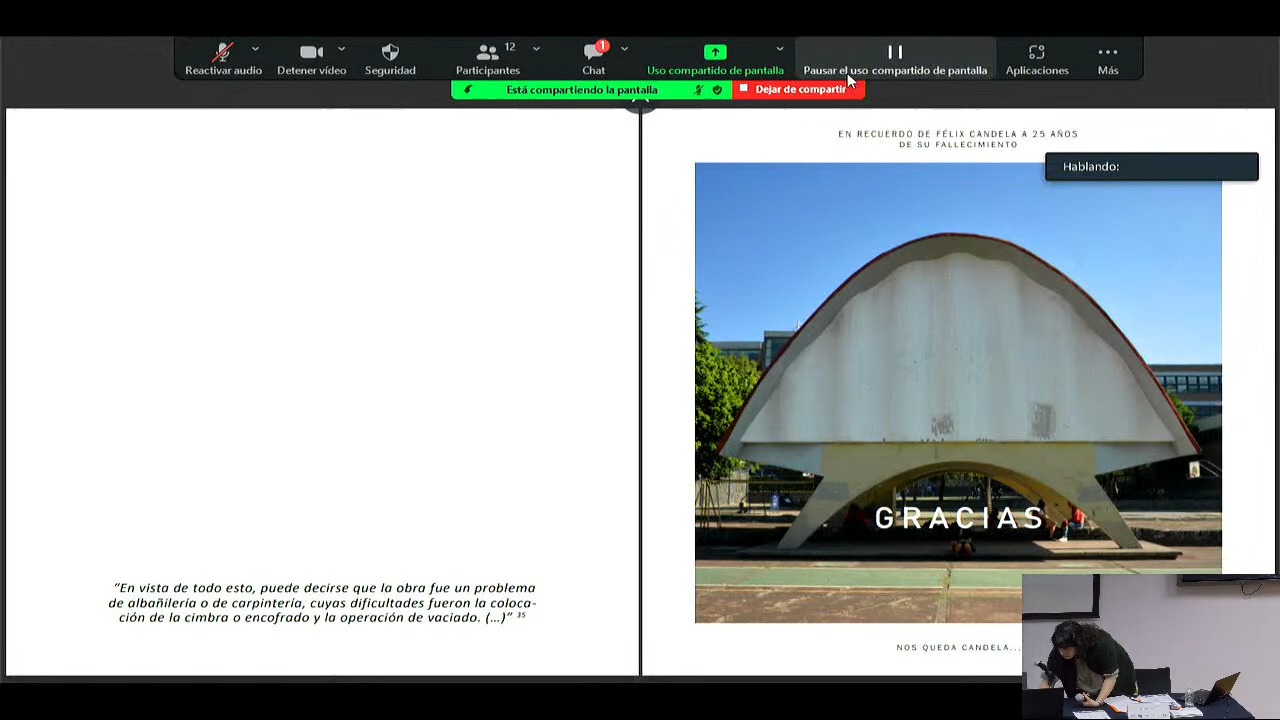 12
1
Reactivar audio
Detener vídeo
Seguridad
Participantes
Chat
Uso compartido de pantalla
Pausar el uso compartido de pantalla
Aplicaciones
Más
Está compartiendo la pantalla
Dejar de compartir
EN RECUERDO DE FÉLIX CANDELA A 25 AÑOS
DE SU FALLECIMIENTO
Hablando:
GRACIAS
“En vista de todo esto, puede decirse que la obra fue un problema
de albañilería o de carpintería, cuyas dificultades fueron la coloca-
ción de la cimbra o encofrado y la operación de vaciado. (...)” 35
NOS QUEDA CANDELA...